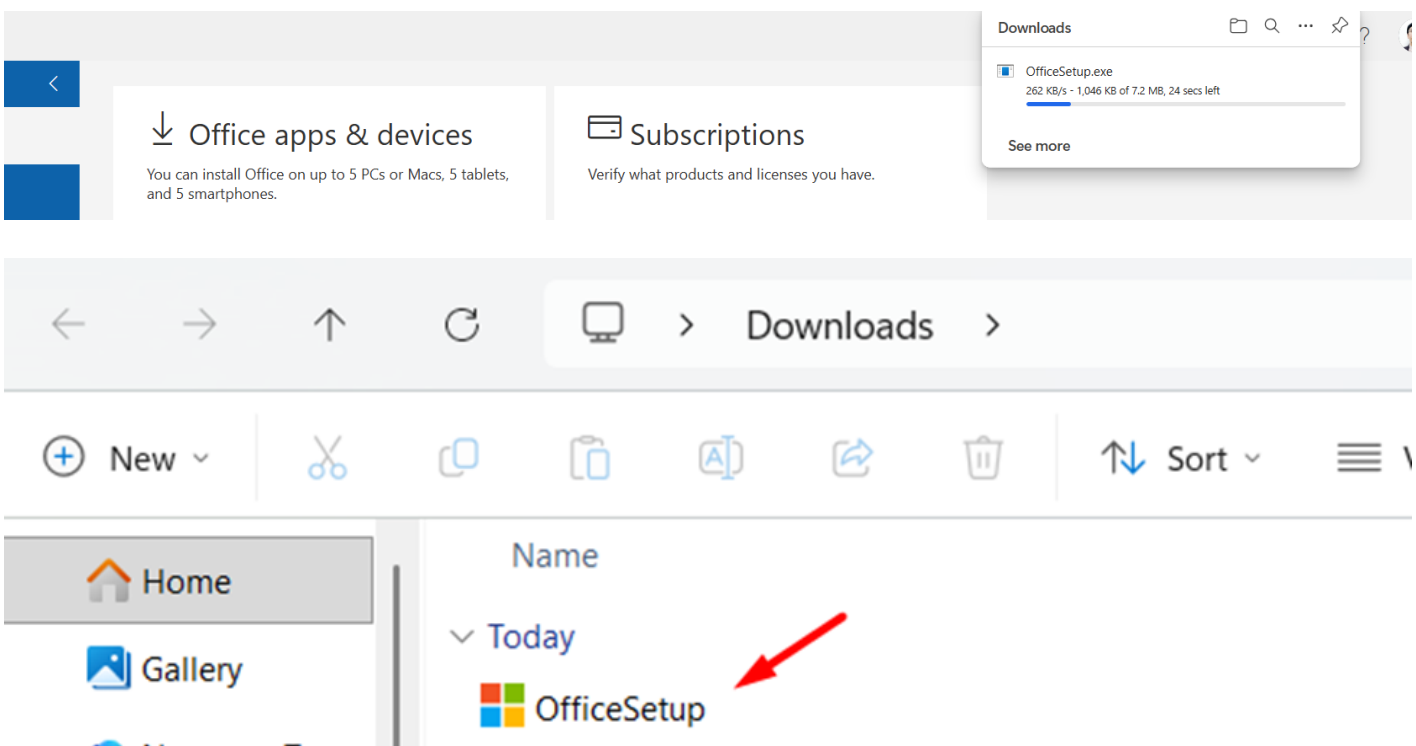 Downloads
OfficeSetup.exe
262 KB/s - 1,046 KB of 7.2 MB, 24 secs left
See more
?
Office apps & devices
You can install Office on up to 5 PCs or Macs, 5 tablets,
and 5 smartphones.
Subscriptions
Verify what products and licenses you have.
Downloads
New
Sort
Home
Gallery
Name
Today
OfficeSetup